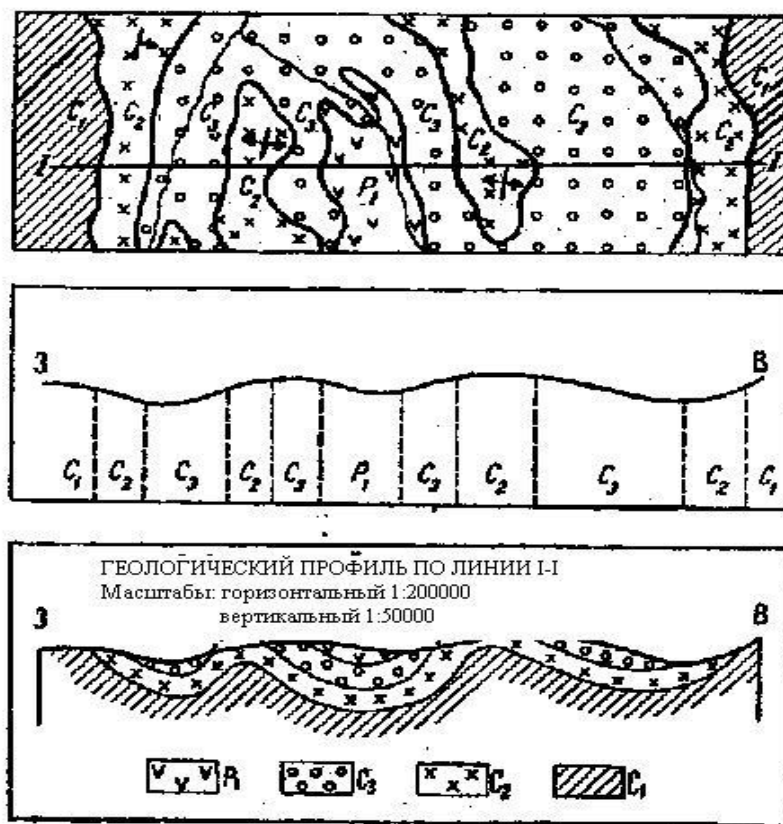 C₁ C₂ C₃ C₃ C₃ C₂ C₃ C₂ C₁
I I
C₂ P₁
З В
C₁ C₂ C₃ C₂ C₃ P₁ C₃ C₂ C₃ C₂ C₁
ГЕОЛОГИЧЕСКИЙ ПРОФИЛЬ ПО ЛИНИИ I-I
Масштабы: горизонтальный 1:200000
вертикальный 1:50000
З В
P₁ C₃ C₂ C₁